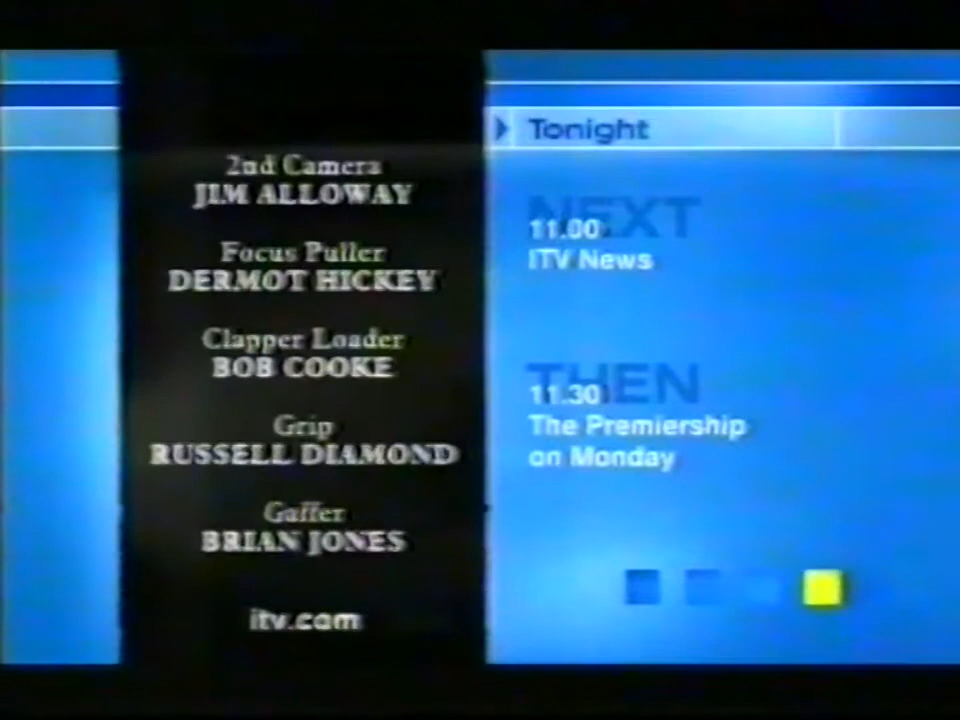 2nd Camera
JIM ALLOWAY
Focus Puller
DERMOT HICKEY
Clapper Loader
BOB COOKE
Grip
RUSSELL DIAMOND
Gaffer
BRIAN JONES
itv.com
Tonight
NEXT
11.00
ITV News
THEN
11.30
The Premiership
on Monday